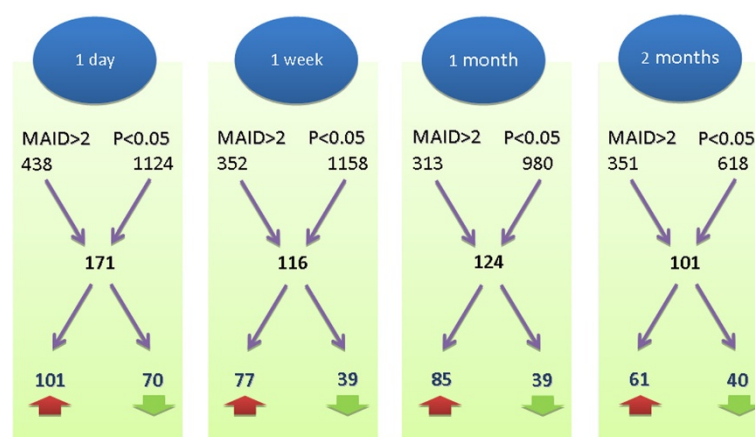 1 day
MAID>2 P<0.05
438 1124
171
101 70
1 week
MAID>2 P<0.05
352 1158
116
77 39
1 month
MAID>2 P<0.05
313 980
124
85 39
2 months
MAID>2 P<0.05
351 618
101
61 40